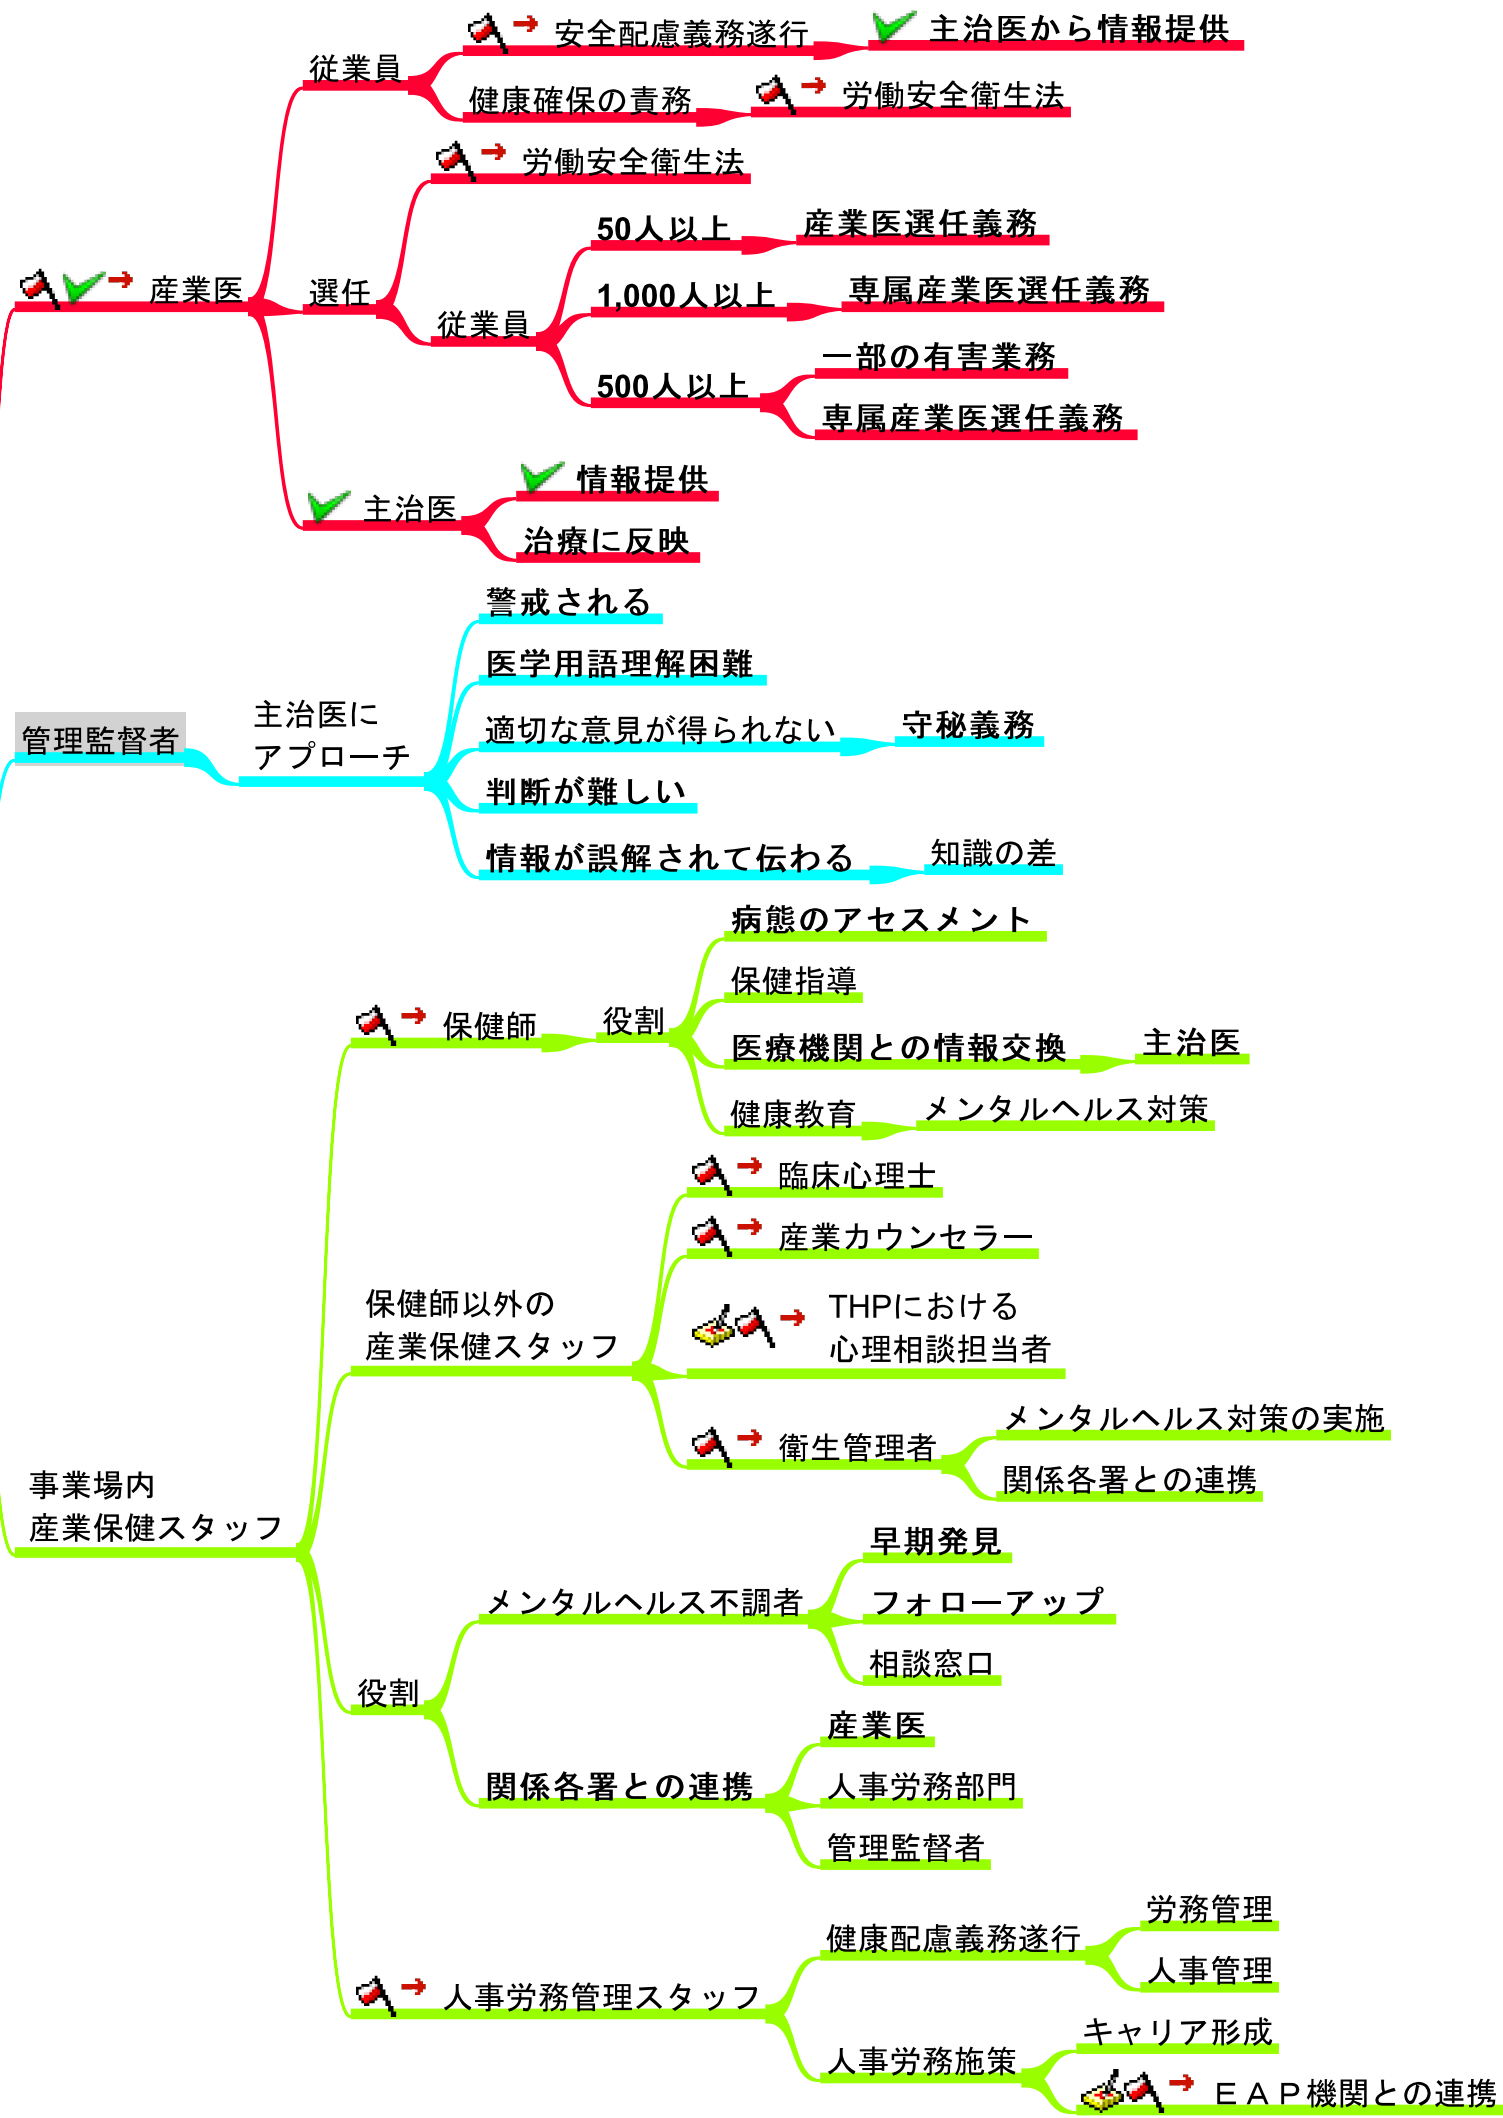 安全配慮義務遂行
主治医から情報提供
従業員
健康確保の責務
労働安全衛生法
労働安全衛生法
50人以上
産業医選任義務
産業医
選任
1,000人以上
専属産業医選任義務
従業員
一部の有害業務
500人以上
専属産業医選任義務
情報提供
主治医
治療に反映
警戒される
医学用語理解困難
管理監督者
主治医に
アプローチ
適切な意見が得られない
守秘義務
判断が難しい
情報が誤解されて伝わる
知識の差
病態のアセスメント
保健指導
保健師
役割
医療機関との情報交換
主治医
健康教育
メンタルヘルス対策
臨床心理士
産業カウンセラー
保健師以外の
産業保健スタッフ
THPにおける
心理相談担当者
衛生管理者
メンタルヘルス対策の実施
関係各署との連携
事業場内
産業保健スタッフ
早期発見
メンタルヘルス不調者
フォローアップ
相談窓口
役割
産業医
関係各署との連携
人事労務部門
管理監督者
労務管理
健康配慮義務遂行
人事管理
人事労務管理スタッフ
キャリア形成
人事労務施策
ＥＡＰ機関との連携